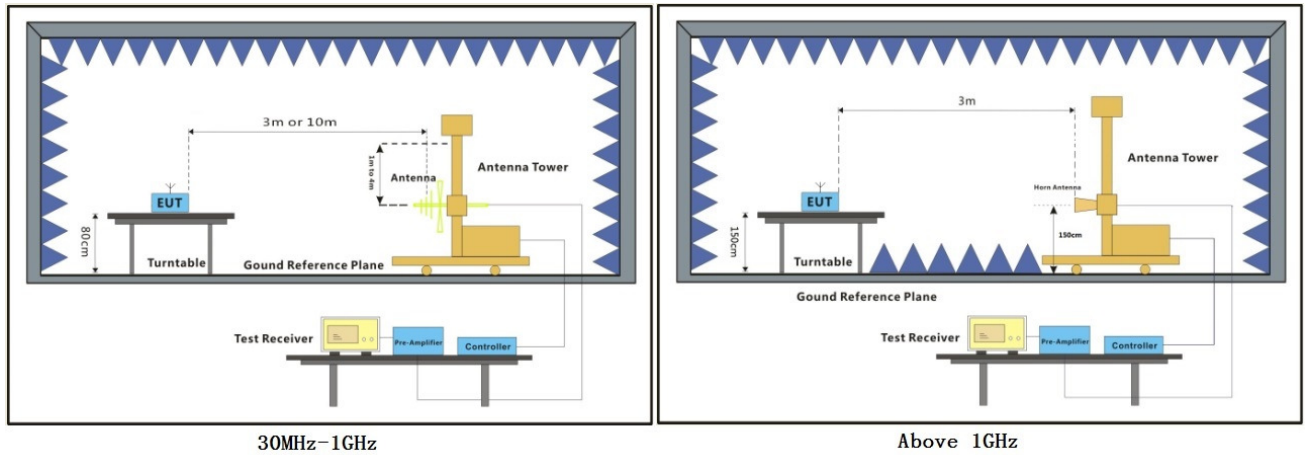 3m or 10m
1m to 4m
Antenna
Antenna Tower
EUT
80cm
Turntable
Gound Reference Plane
Test Receiver
Pre-Amplifier
Controller
30MHz-1GHz
3m
Antenna Tower
Horn Antenna
EUT
150cm
150cm
Turntable
Gound Reference Plane
Test Receiver
Pre-Amplifier
Controller
Above 1GHz